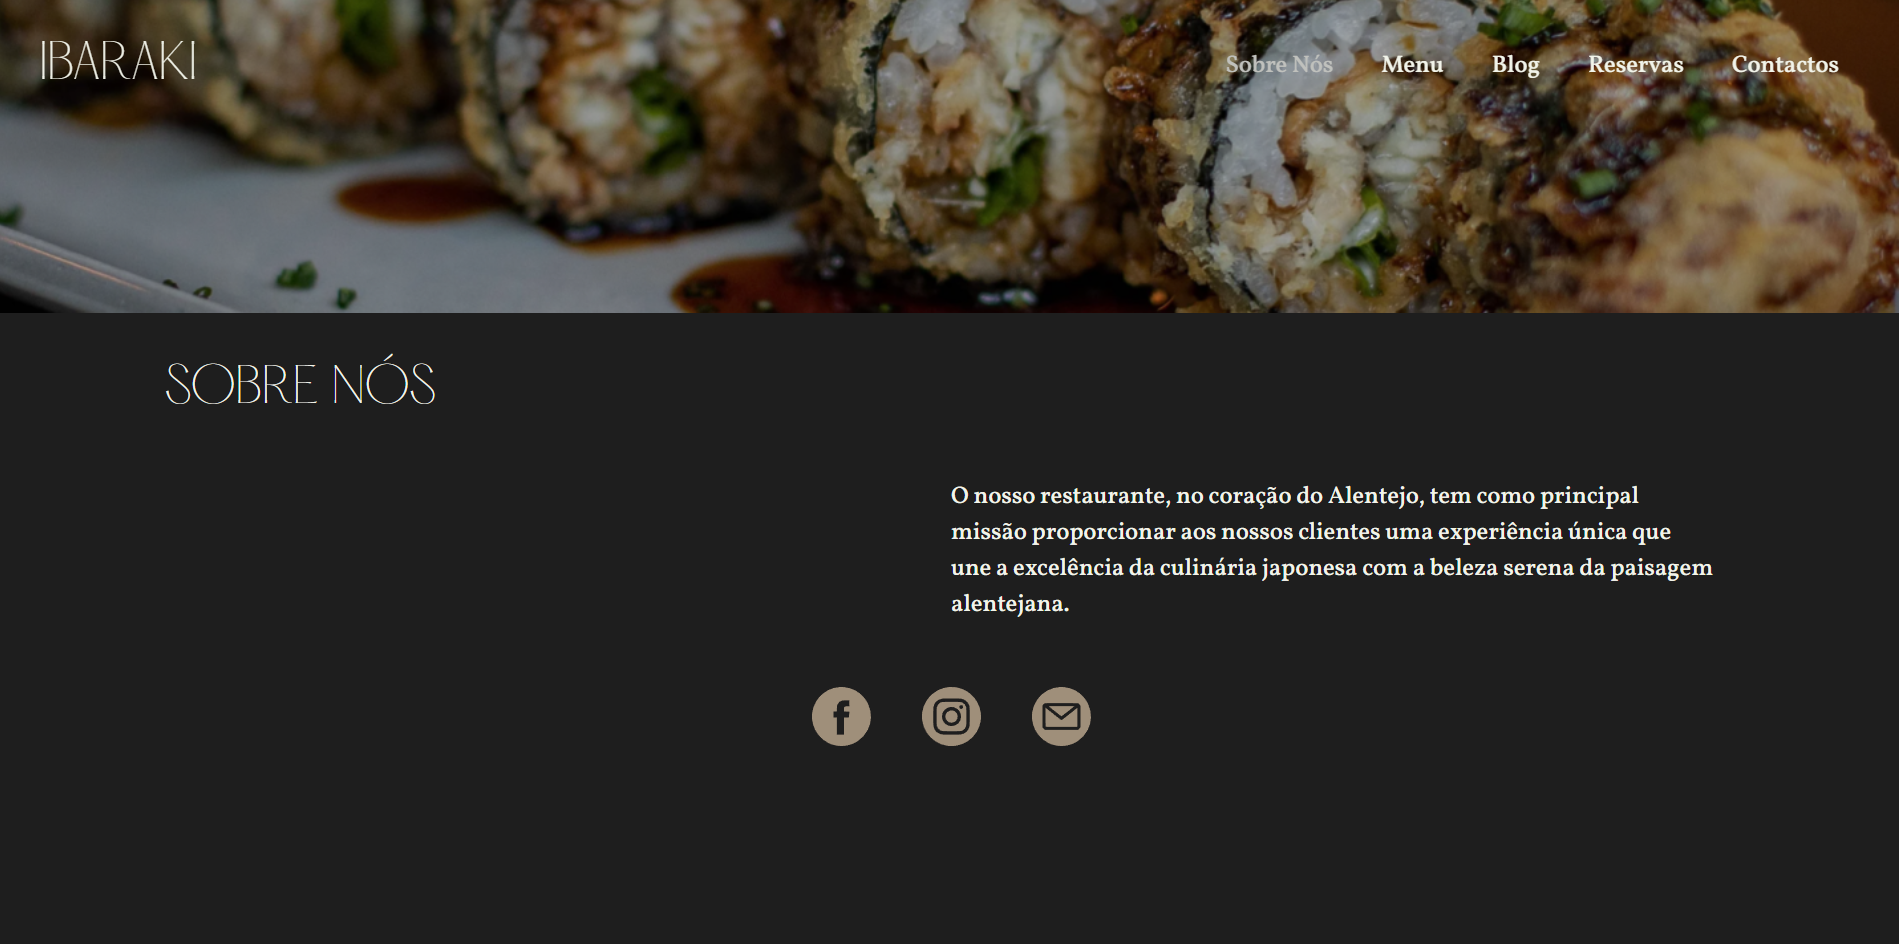 IBARAKI
Sobre Nós Menu Blog Reservas Contactos
SOBRE NÓS
O nosso restaurante, no coração do Alentejo, tem como principal
missão proporcionar aos nossos clientes uma experiência única que
une a excelência da culinária japonesa com a beleza serena da paisagem
alentejana.